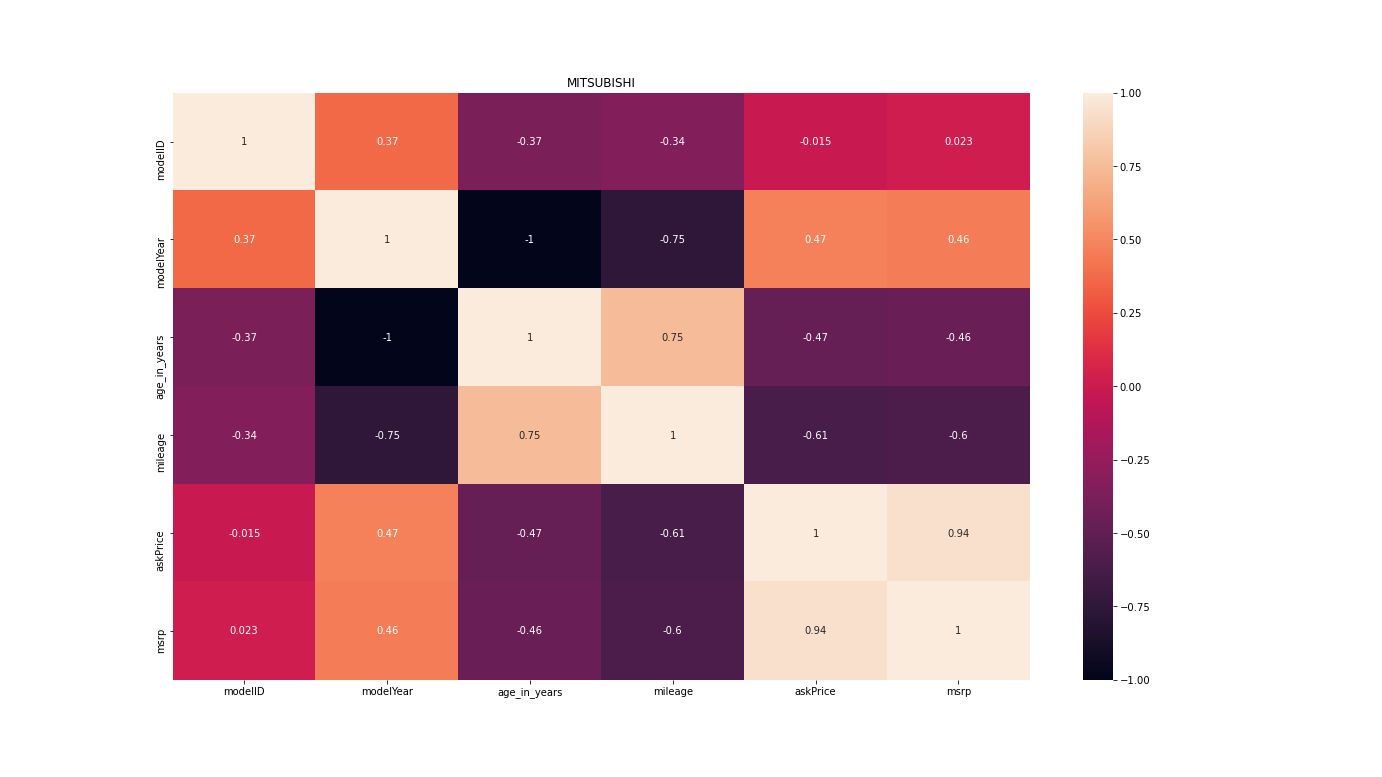 MITSUBISHI
modelID 1 0.37 -0.37 -0.34 -0.015 0.023
modelYear 0.37 1 -1 -0.75 0.47 0.46
age_in_years -0.37 -1 1 0.75 -0.47 -0.46
mileage -0.34 -0.75 0.75 1 -0.61 -0.6
askPrice -0.015 0.47 -0.47 -0.61 1 0.94
msrp 0.023 0.46 -0.46 -0.6 0.94 1
modelID modelYear age_in_years mileage askPrice msrp
1.00
0.75
0.50
0.25
0.00
−0.25
−0.50
−0.75
−1.00